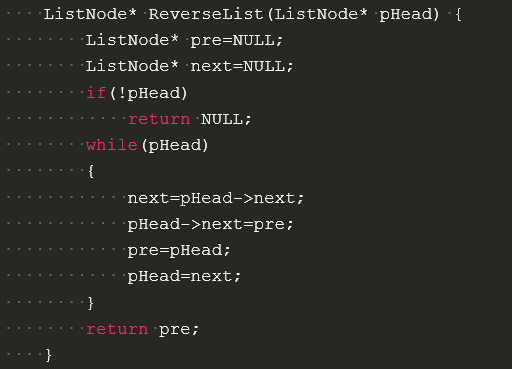 ListNode* ReverseList(ListNode* pHead) {
ListNode* pre=NULL;
ListNode* next=NULL;
if(!pHead)
return NULL;
while(pHead)
{
next=pHead->next;
pHead->next=pre;
pre=pHead;
pHead=next;
}
return pre;
}